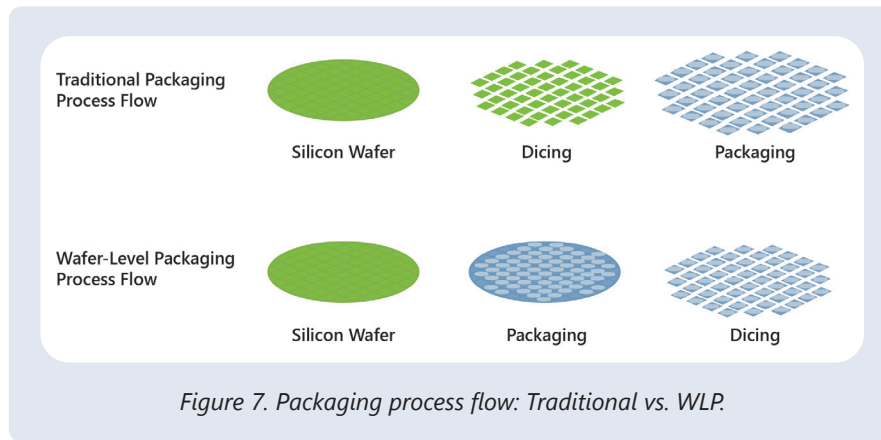 Traditional Packaging
Process Flow
Silicon Wafer
Dicing
Packaging
Wafer-Level Packaging
Process Flow
Silicon Wafer
Packaging
Dicing
Figure 7. Packaging process flow: Traditional vs. WLP.